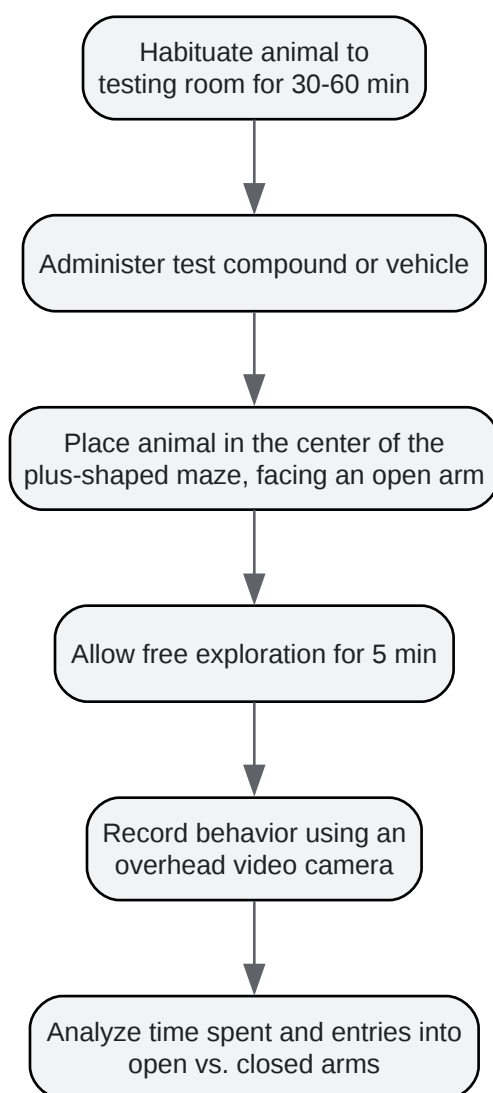 Habituate animal to
testing room for 30-60 min
Administer test compound or vehicle
Place animal in the center of the
plus-shaped maze, facing an open arm
Allow free exploration for 5 min
Record behavior using an
overhead video camera
Analyze time spent and entries into
open vs. closed arms